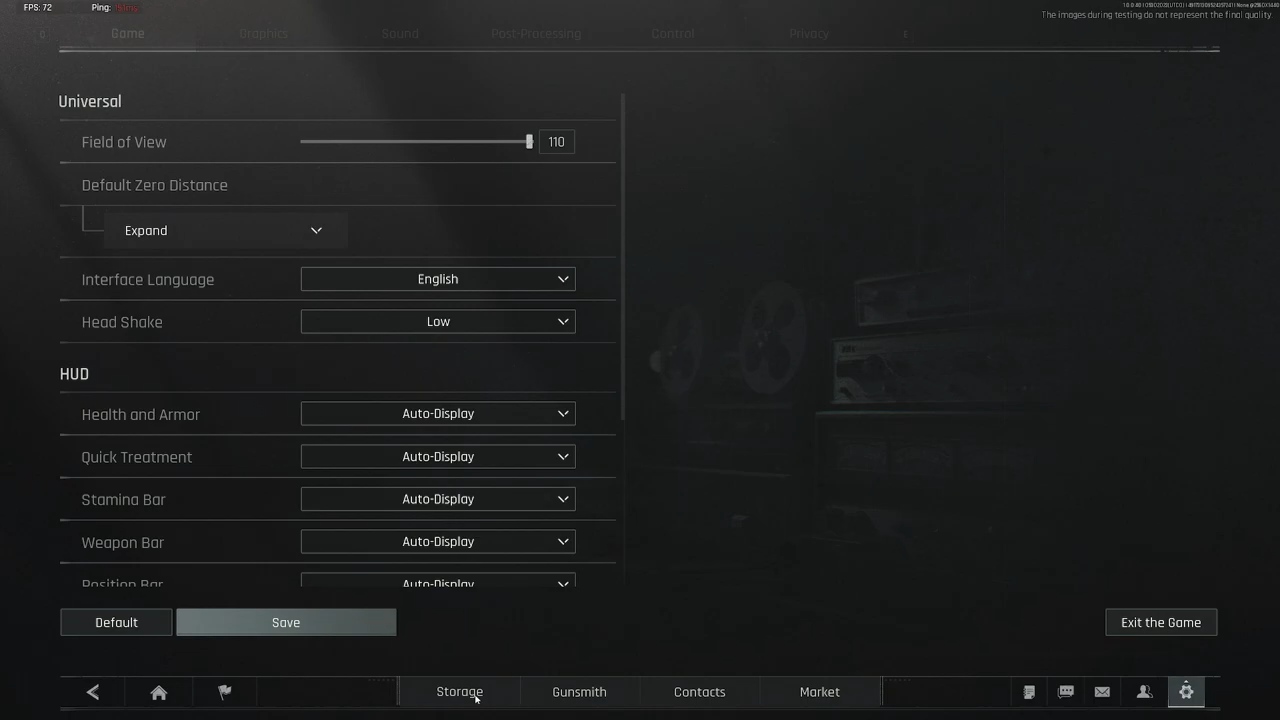 FPS: 72 Ping:
The images during testing do not represent the final quality
Game Graphics Sound Post-Processing Control Privacy E
Universal
Field of View 110
Default Zero Distance
Expand
Interface Language English
Head Shake Low
HUD
Health and Armor Auto-Display
Quick Treatment Auto-Display
Stamina Bar Auto-Display
Weapon Bar Auto-Display
Position Bar Auto-Display
Default Save Exit the Game
Storage Gunsmith Contacts Market